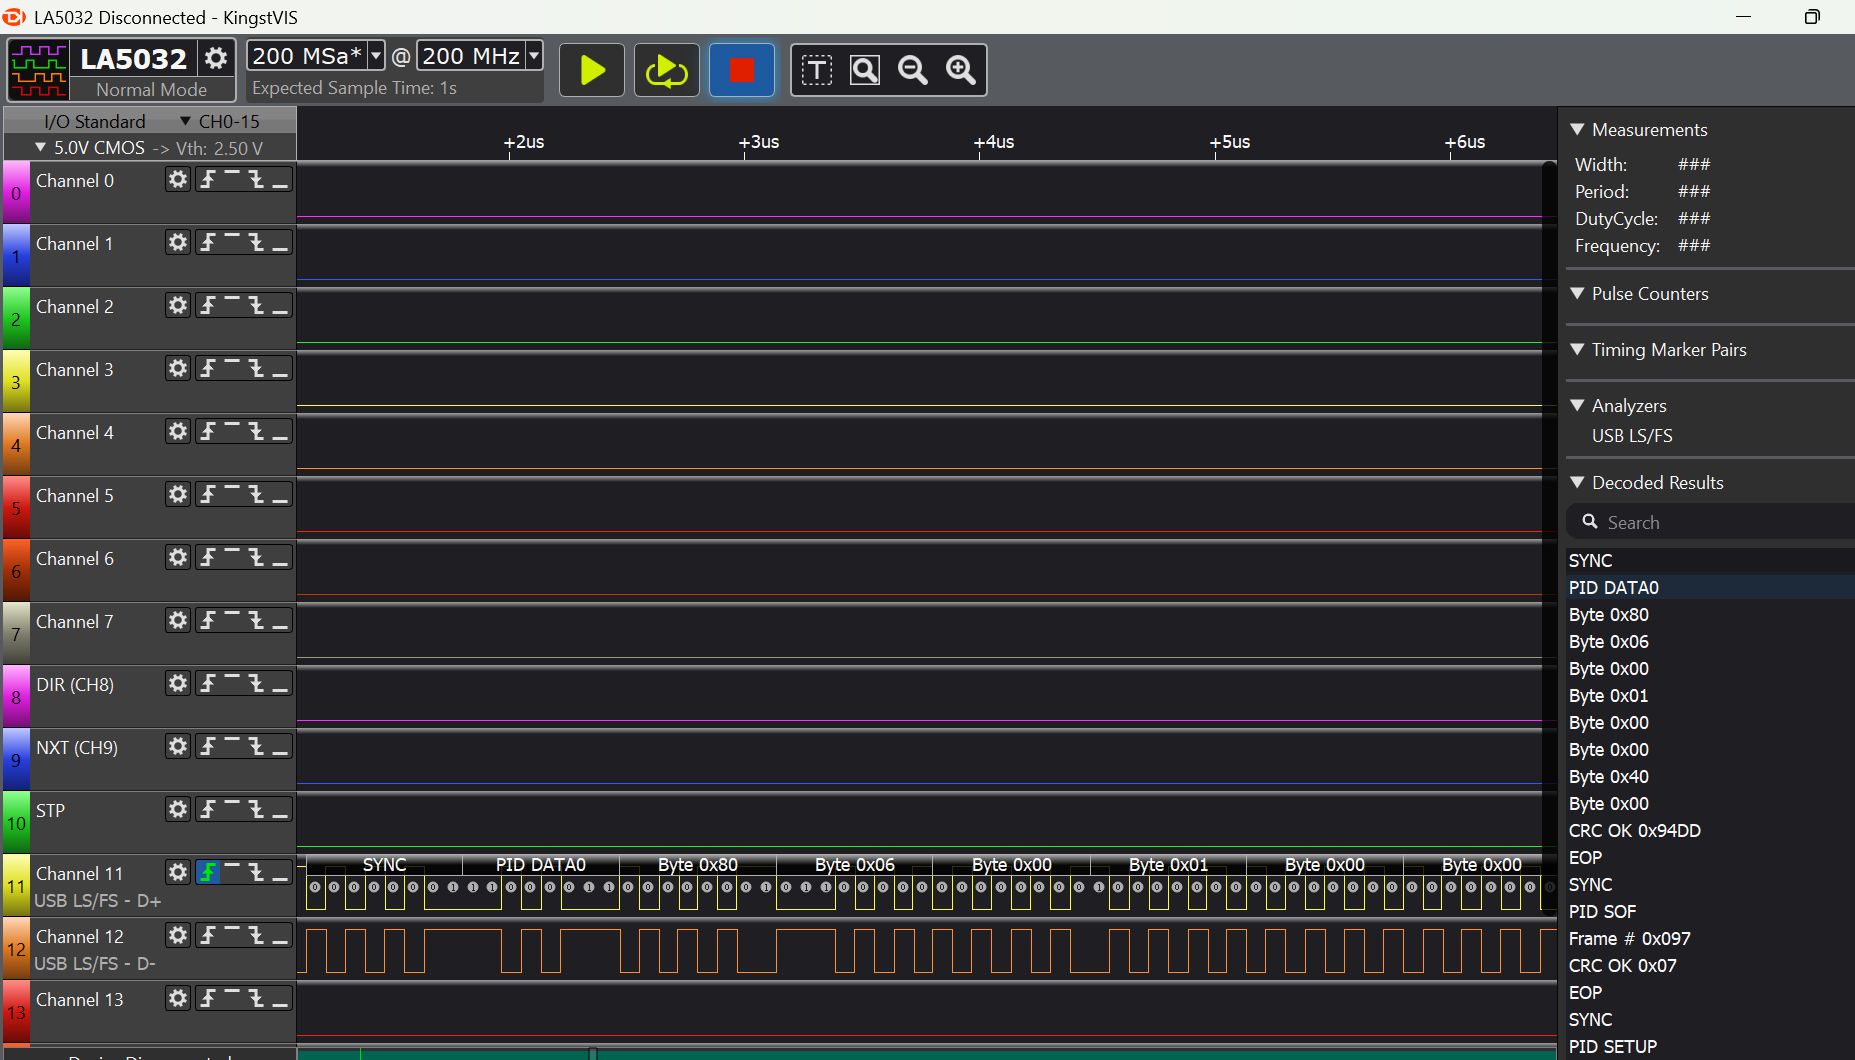 LA5032 Disconnected - KingstVIS
LA5032
Normal Mode
200 MSa* @ 200 MHz
Expected Sample Time: 1s
T
I/O Standard CH0-15
5.0V CMOS -> Vth: 2.50 V
+2us +3us +4us +5us +6us
0 Channel 0
1 Channel 1
2 Channel 2
3 Channel 3
4 Channel 4
5 Channel 5
6 Channel 6
7 Channel 7
8 DIR (CH8)
9 NXT (CH9)
10 STP
11 Channel 11
USB LS/FS - D+
SYNC PID DATA0 Byte 0x80 Byte 0x06 Byte 0x00 Byte 0x01 Byte 0x00 Byte 0x00
12 Channel 12
USB LS/FS - D-
13 Channel 13
Measurements
Width: ###
Period: ###
DutyCycle: ###
Frequency: ###
Pulse Counters
Timing Marker Pairs
Analyzers
USB LS/FS
Decoded Results
Search
SYNC
PID DATA0
Byte 0x80
Byte 0x06
Byte 0x00
Byte 0x01
Byte 0x00
Byte 0x00
Byte 0x40
Byte 0x00
CRC OK 0x94DD
EOP
SYNC
PID SOF
Frame # 0x097
CRC OK 0x07
EOP
SYNC
PID SETUP